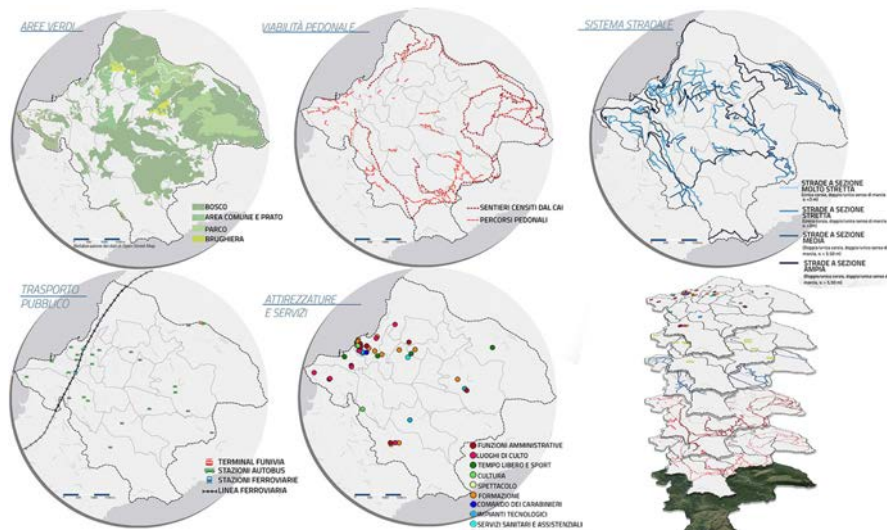 AREE VERDI
BOSCO
AREA COMUNE E PRATO
PARCO
BRUGHIERA
VIABILITÀ PEDONALE
SENTIERI CENSITI DAL CAI
PERCORSI PEDONALI
SISTEMA STRADALE
STRADE A SEZIONE
MOLTO STRETTA
STRADE A SEZIONE
STRETTA
STRADE A SEZIONE
MEDIA
STRADE A SEZIONE
AMPIA
TRASPORTO
PUBBLICO
TERMINAL FUNIVIA
STAZIONI AUTOBUS
STAZIONI FERROVIARIE
LINEA FERROVIARIA
ATTIREZZATURE
E SERVIZI
FUNZIONI AMMINISTRATIVE
LUOGHI DI CULTO
TEMPO LIBERO E SPORT
CULTURA
SPETTACOLO
FORMAZIONE
COMANDO DEI CARABINIERI
IMPIANTI TECNOLOGICI
SERVIZI SANITARI E ASSISTENZIALI